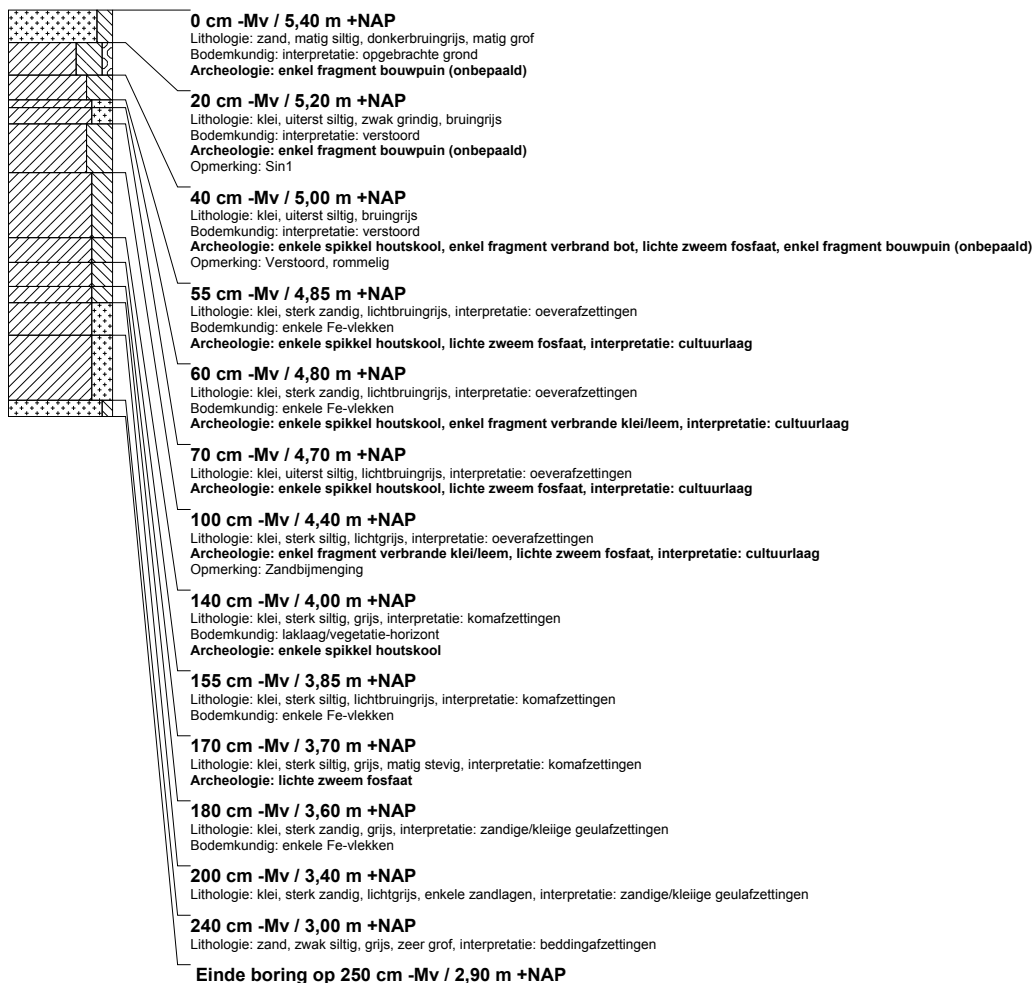 0 cm -Mv / 5,40 m +NAP
Lithologie: zand, matig siltig, donkerbruingrijs, matig grof
Bodemkundig: interpretatie: opgebrachte grond
Archeologie: enkel fragment bouwpuin (onbepaald)
20 cm -Mv / 5,20 m +NAP
Lithologie: klei, uiterst siltig, zwak grindig, bruingrijs
Bodemkundig: interpretatie: verstoord
Archeologie: enkel fragment bouwpuin (onbepaald)
Opmerking: Sin1
40 cm -Mv / 5,00 m +NAP
Lithologie: klei, uiterst siltig, bruingrijs
Bodemkundig: interpretatie: verstoord
Archeologie: enkele spikkel houtskool, enkel fragment verbrand bot, lichte zweem fosfaat, enkel fragment bouwpuin (onbepaald)
Opmerking: Verstoord, rommelig
55 cm -Mv / 4,85 m +NAP
Lithologie: klei, sterk zandig, lichtbruingrijs, interpretatie: oeverafzettingen
Bodemkundig: enkele Fe-vlekken
Archeologie: enkele spikkel houtskool, lichte zweem fosfaat, interpretatie: cultuurlaag
60 cm -Mv / 4,80 m +NAP
Lithologie: klei, sterk zandig, lichtbruingrijs, interpretatie: oeverafzettingen
Bodemkundig: enkele Fe-vlekken
Archeologie: enkele spikkel houtskool, enkel fragment verbrande klei/leem, interpretatie: cultuurlaag
70 cm -Mv / 4,70 m +NAP
Lithologie: klei, uiterst siltig, lichtbruingrijs, interpretatie: oeverafzettingen
Archeologie: enkele spikkel houtskool, lichte zweem fosfaat, interpretatie: cultuurlaag
100 cm -Mv / 4,40 m +NAP
Lithologie: klei, sterk siltig, lichtgrijs, interpretatie: oeverafzettingen
Archeologie: enkel fragment verbrande klei/leem, lichte zweem fosfaat, interpretatie: cultuurlaag
Opmerking: Zandbijmenging
140 cm -Mv / 4,00 m +NAP
Lithologie: klei, sterk siltig, grijs, interpretatie: komafzettingen
Bodemkundig: laklaag/vegetatie-horizont
Archeologie: enkele spikkel houtskool
155 cm -Mv / 3,85 m +NAP
Lithologie: klei, sterk siltig, lichtbruingrijs, interpretatie: komafzettingen
Bodemkundig: enkele Fe-vlekken
170 cm -Mv / 3,70 m +NAP
Lithologie: klei, sterk siltig, grijs, matig stevig, interpretatie: komafzettingen
Archeologie: lichte zweem fosfaat
180 cm -Mv / 3,60 m +NAP
Lithologie: klei, sterk zandig, grijs, interpretatie: zandige/kleiige geulafzettingen
Bodemkundig: enkele Fe-vlekken
200 cm -Mv / 3,40 m +NAP
Lithologie: klei, sterk zandig, lichtgrijs, enkele zandlagen, interpretatie: zandige/kleiige geulafzettingen
240 cm -Mv / 3,00 m +NAP
Lithologie: zand, zwak siltig, grijs, zeer grof, interpretatie: beddingafzettingen
Einde boring op 250 cm -Mv / 2,90 m +NAP